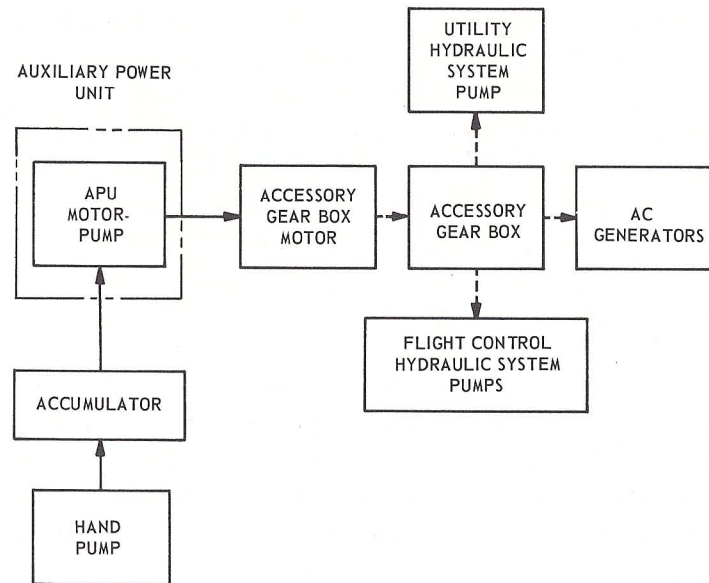 AUXILIARY POWER
UNIT
UTILITY
HYDRAULIC
SYSTEM
PUMP
APU
MOTOR-
PUMP
ACCESSORY
GEAR BOX
MOTOR
ACCESSORY
GEAR BOX
AC
GENERATORS
FLIGHT CONTROL
HYDRAULIC SYSTEM
PUMPS
ACCUMULATOR
HAND
PUMP